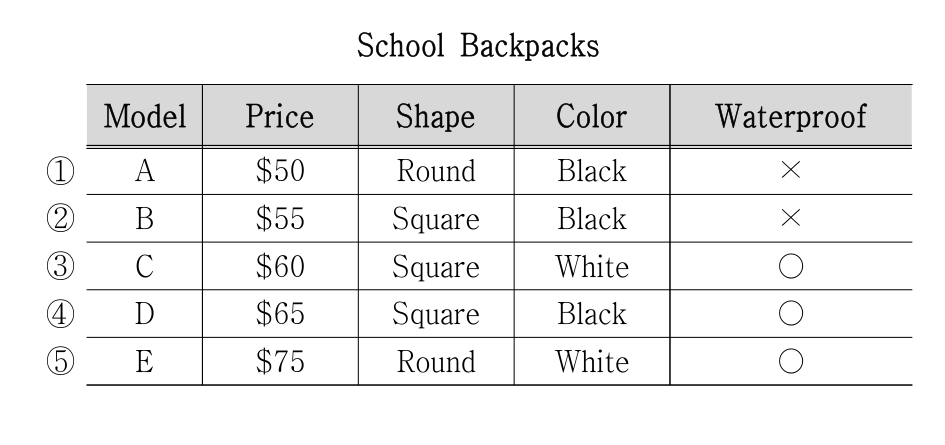 School Backpacks
Model Price Shape Color Waterproof
① A $50 Round Black ×
② B $55 Square Black ×
③ C $60 Square White ○
④ D $65 Square Black ○
⑤ E $75 Round White ○